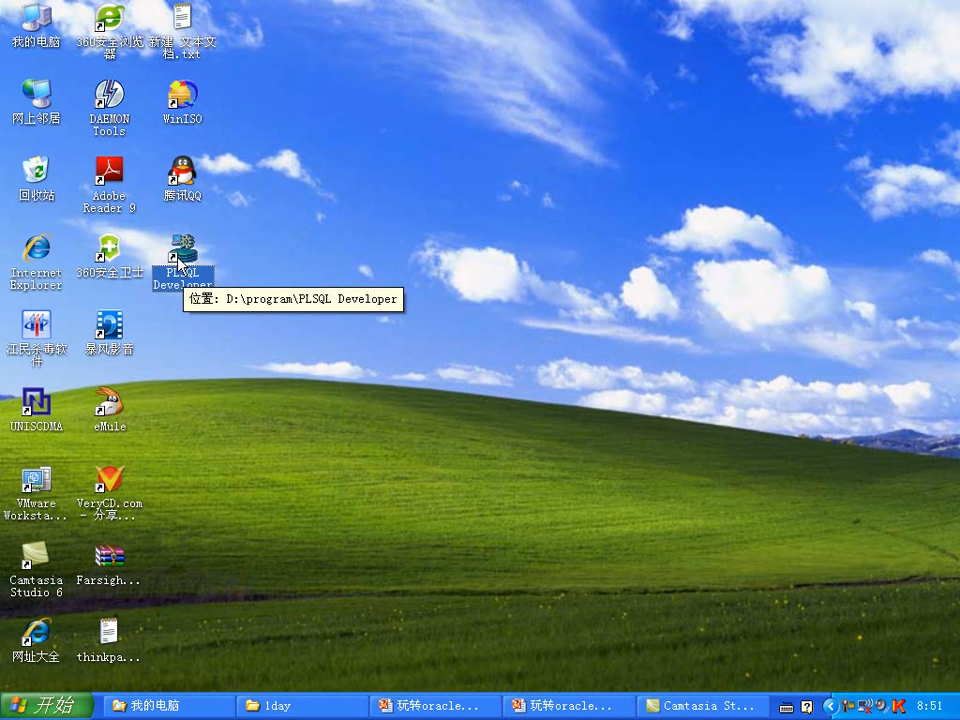 我的电脑
360安全浏览
器
新建 文本文
档.txt
网上邻居
DAEMON
Tools
WinISO
回收站
Adobe
Reader 9
腾讯QQ
Internet
Explorer
360安全卫士
PLSQL
Developer
位置: D:\program\PLSQL Developer
江民杀毒软
件
暴风影音
UNISCDMA
eMule
VMware
Worksta...
VeryCD.com
- 分享...
Camtasia
Studio 6
Farsigh...
网址大全
thinkpa...
开始
我的电脑
1day
玩转oracle...
玩转oracle...
Camtasia St...
8:51